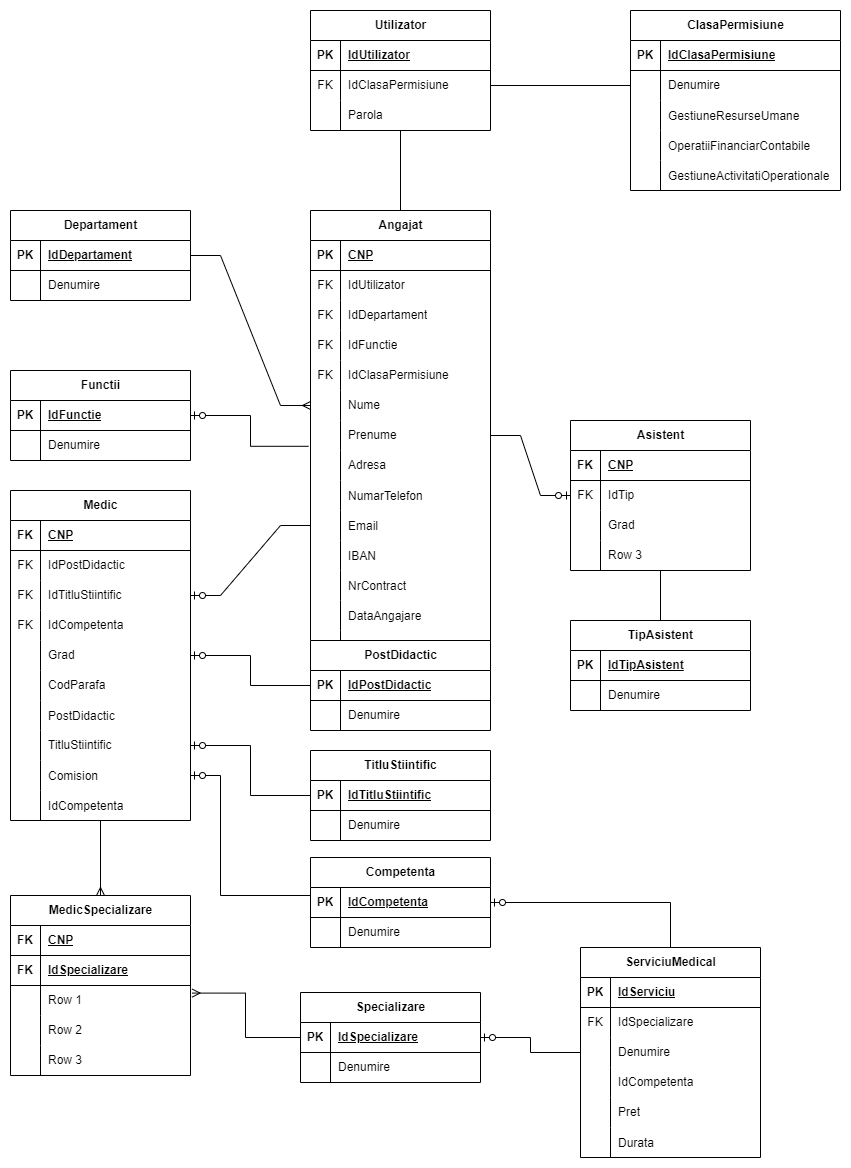 Utilizator
PK IdUtilizator
FK IdClasaPermisiune
Parola
ClasaPermisiune
PK IdClasaPermisiune
Denumire
GestiuneResurseUmane
OperatiiFinanciarContabile
GestiuneActivitatiOperationale
Departament
PK IdDepartament
Denumire
Angajat
PK CNP
FK IdUtilizator
FK IdDepartament
FK IdFunctie
FK IdClasaPermisiune
Nume
Prenume
Adresa
NumarTelefon
Email
IBAN
NrContract
DataAngajare
Functii
PK IdFunctie
Denumire
Asistent
FK CNP
FK IdTip
Grad
Row 3
Medic
FK CNP
FK IdPostDidactic
FK IdTitluStiintific
FK IdCompetenta
Grad
CodParafa
PostDidactic
TitluStiintific
Comision
IdCompetenta
TipAsistent
PK IdTipAsistent
Denumire
PostDidactic
PK IdPostDidactic
Denumire
TitluStiintific
PK IdTitluStiintific
Denumire
Competenta
PK IdCompetenta
Denumire
MedicSpecializare
FK CNP
FK IdSpecializare
Row 1
Row 2
Row 3
Specializare
PK IdSpecializare
Denumire
ServiciuMedical
PK IdServiciu
FK IdSpecializare
Denumire
IdCompetenta
Pret
Durata